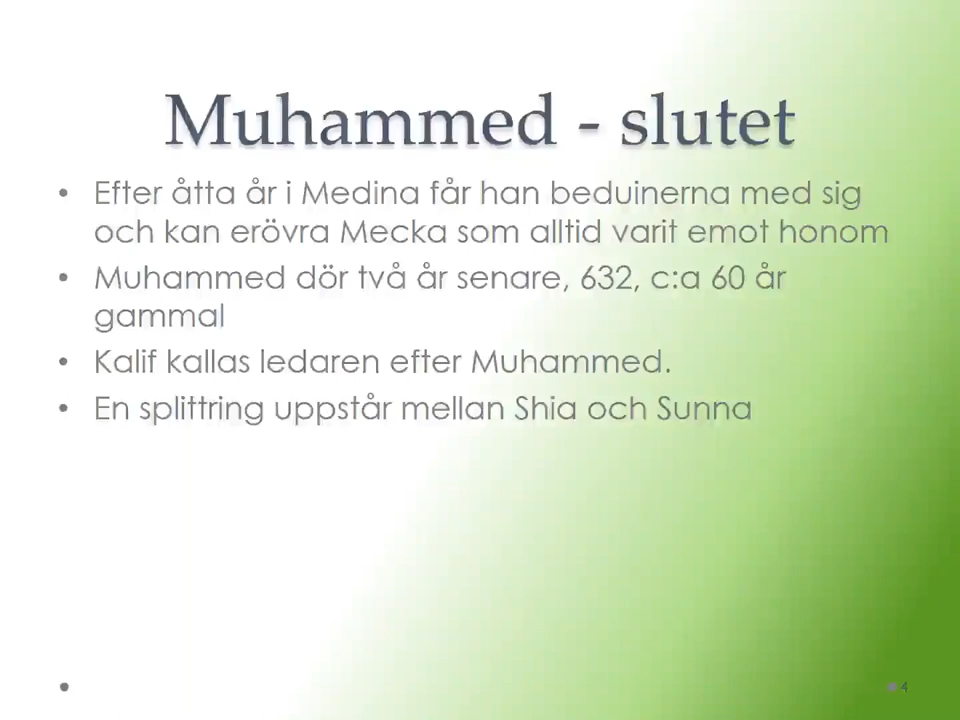 Muhammed - slutet
• Efter åtta år i Medina får han beduinerna med sig
och kan erövra Mecka som alltid varit emot honom
• Muhammed dör två år senare, 632, c:a 60 år
gammal
• Kalif kallas ledaren efter Muhammed.
• En splittring uppstår mellan Shia och Sunna
4